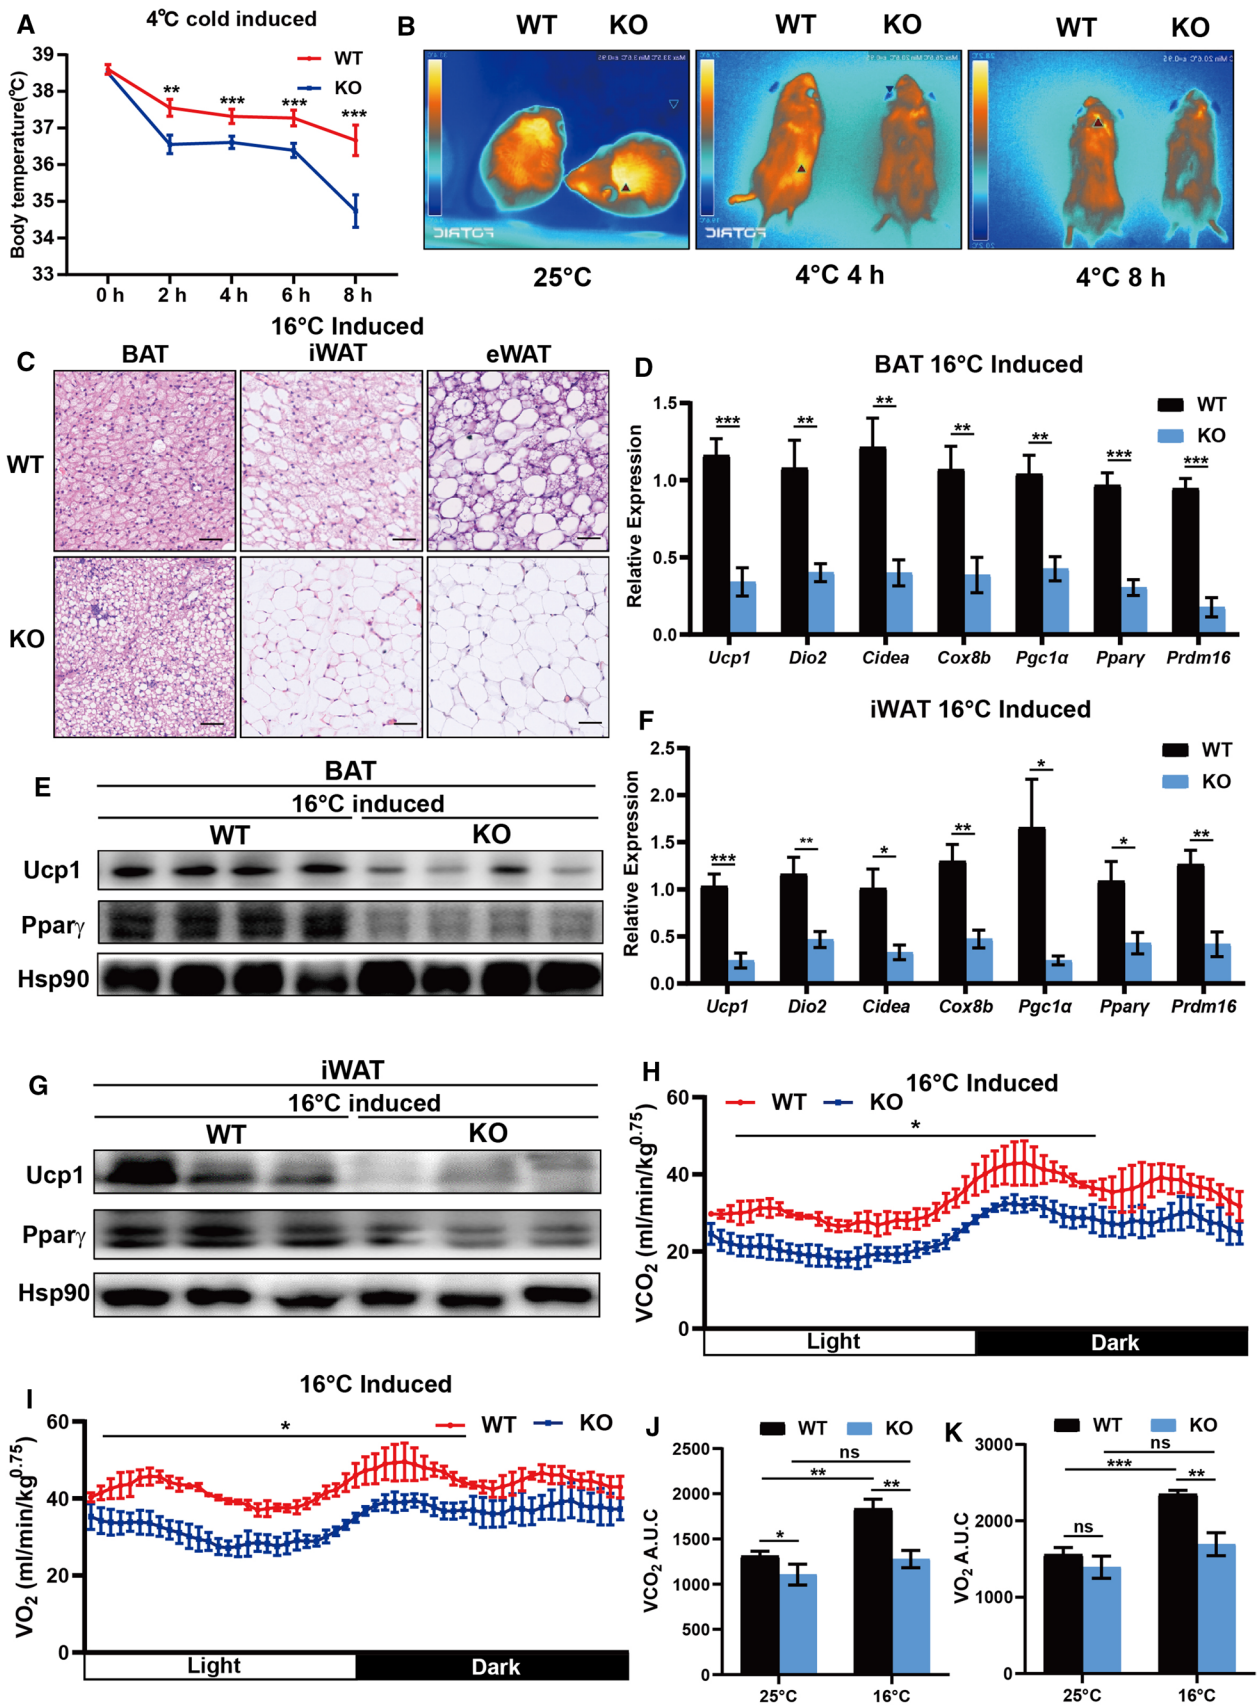 A
4℃ cold induced
WT
KO
Body temperature(℃)
39
38
37
36
35
34
33
**
***
***
***
0 h
2 h
4 h
6 h
8 h
B
WT
KO
WT
KO
WT
KO
FOTRIC
FOTRIC
25°C
4°C 4 h
4°C 8 h
C
16°C Induced
BAT
iWAT
eWAT
WT
KO
D
BAT 16°C Induced
WT
KO
Relative Expression
1.5
1.0
0.5
0.0
***
**
**
**
**
***
***
Ucp1
Dio2
Cidea
Cox8b
Pgc1α
Pparγ
Prdm16
E
BAT
16°C induced
WT
KO
Ucp1
Pparγ
Hsp90
F
iWAT 16°C Induced
WT
KO
Relative Expression
2.5
2.0
1.5
1.0
0.5
0.0
***
**
*
**
*
*
**
Ucp1
Dio2
Cidea
Cox8b
Pgc1α
Pparγ
Prdm16
G
iWAT
16°C induced
WT
KO
Ucp1
Pparγ
Hsp90
H
16°C Induced
WT
KO
*
VCO2 (ml/min/kg0.75)
60
40
20
0
Light
Dark
I
16°C Induced
WT
KO
*
VO2 (ml/min/kg0.75)
60
40
20
0
Light
Dark
J
WT
KO
VCO2 A.U.C
2500
2000
1500
1000
500
0
ns
**
**
*
25°C
16°C
K
WT
KO
VO2 A.U.C
3000
2000
1000
0
ns
***
**
ns
25°C
16°C